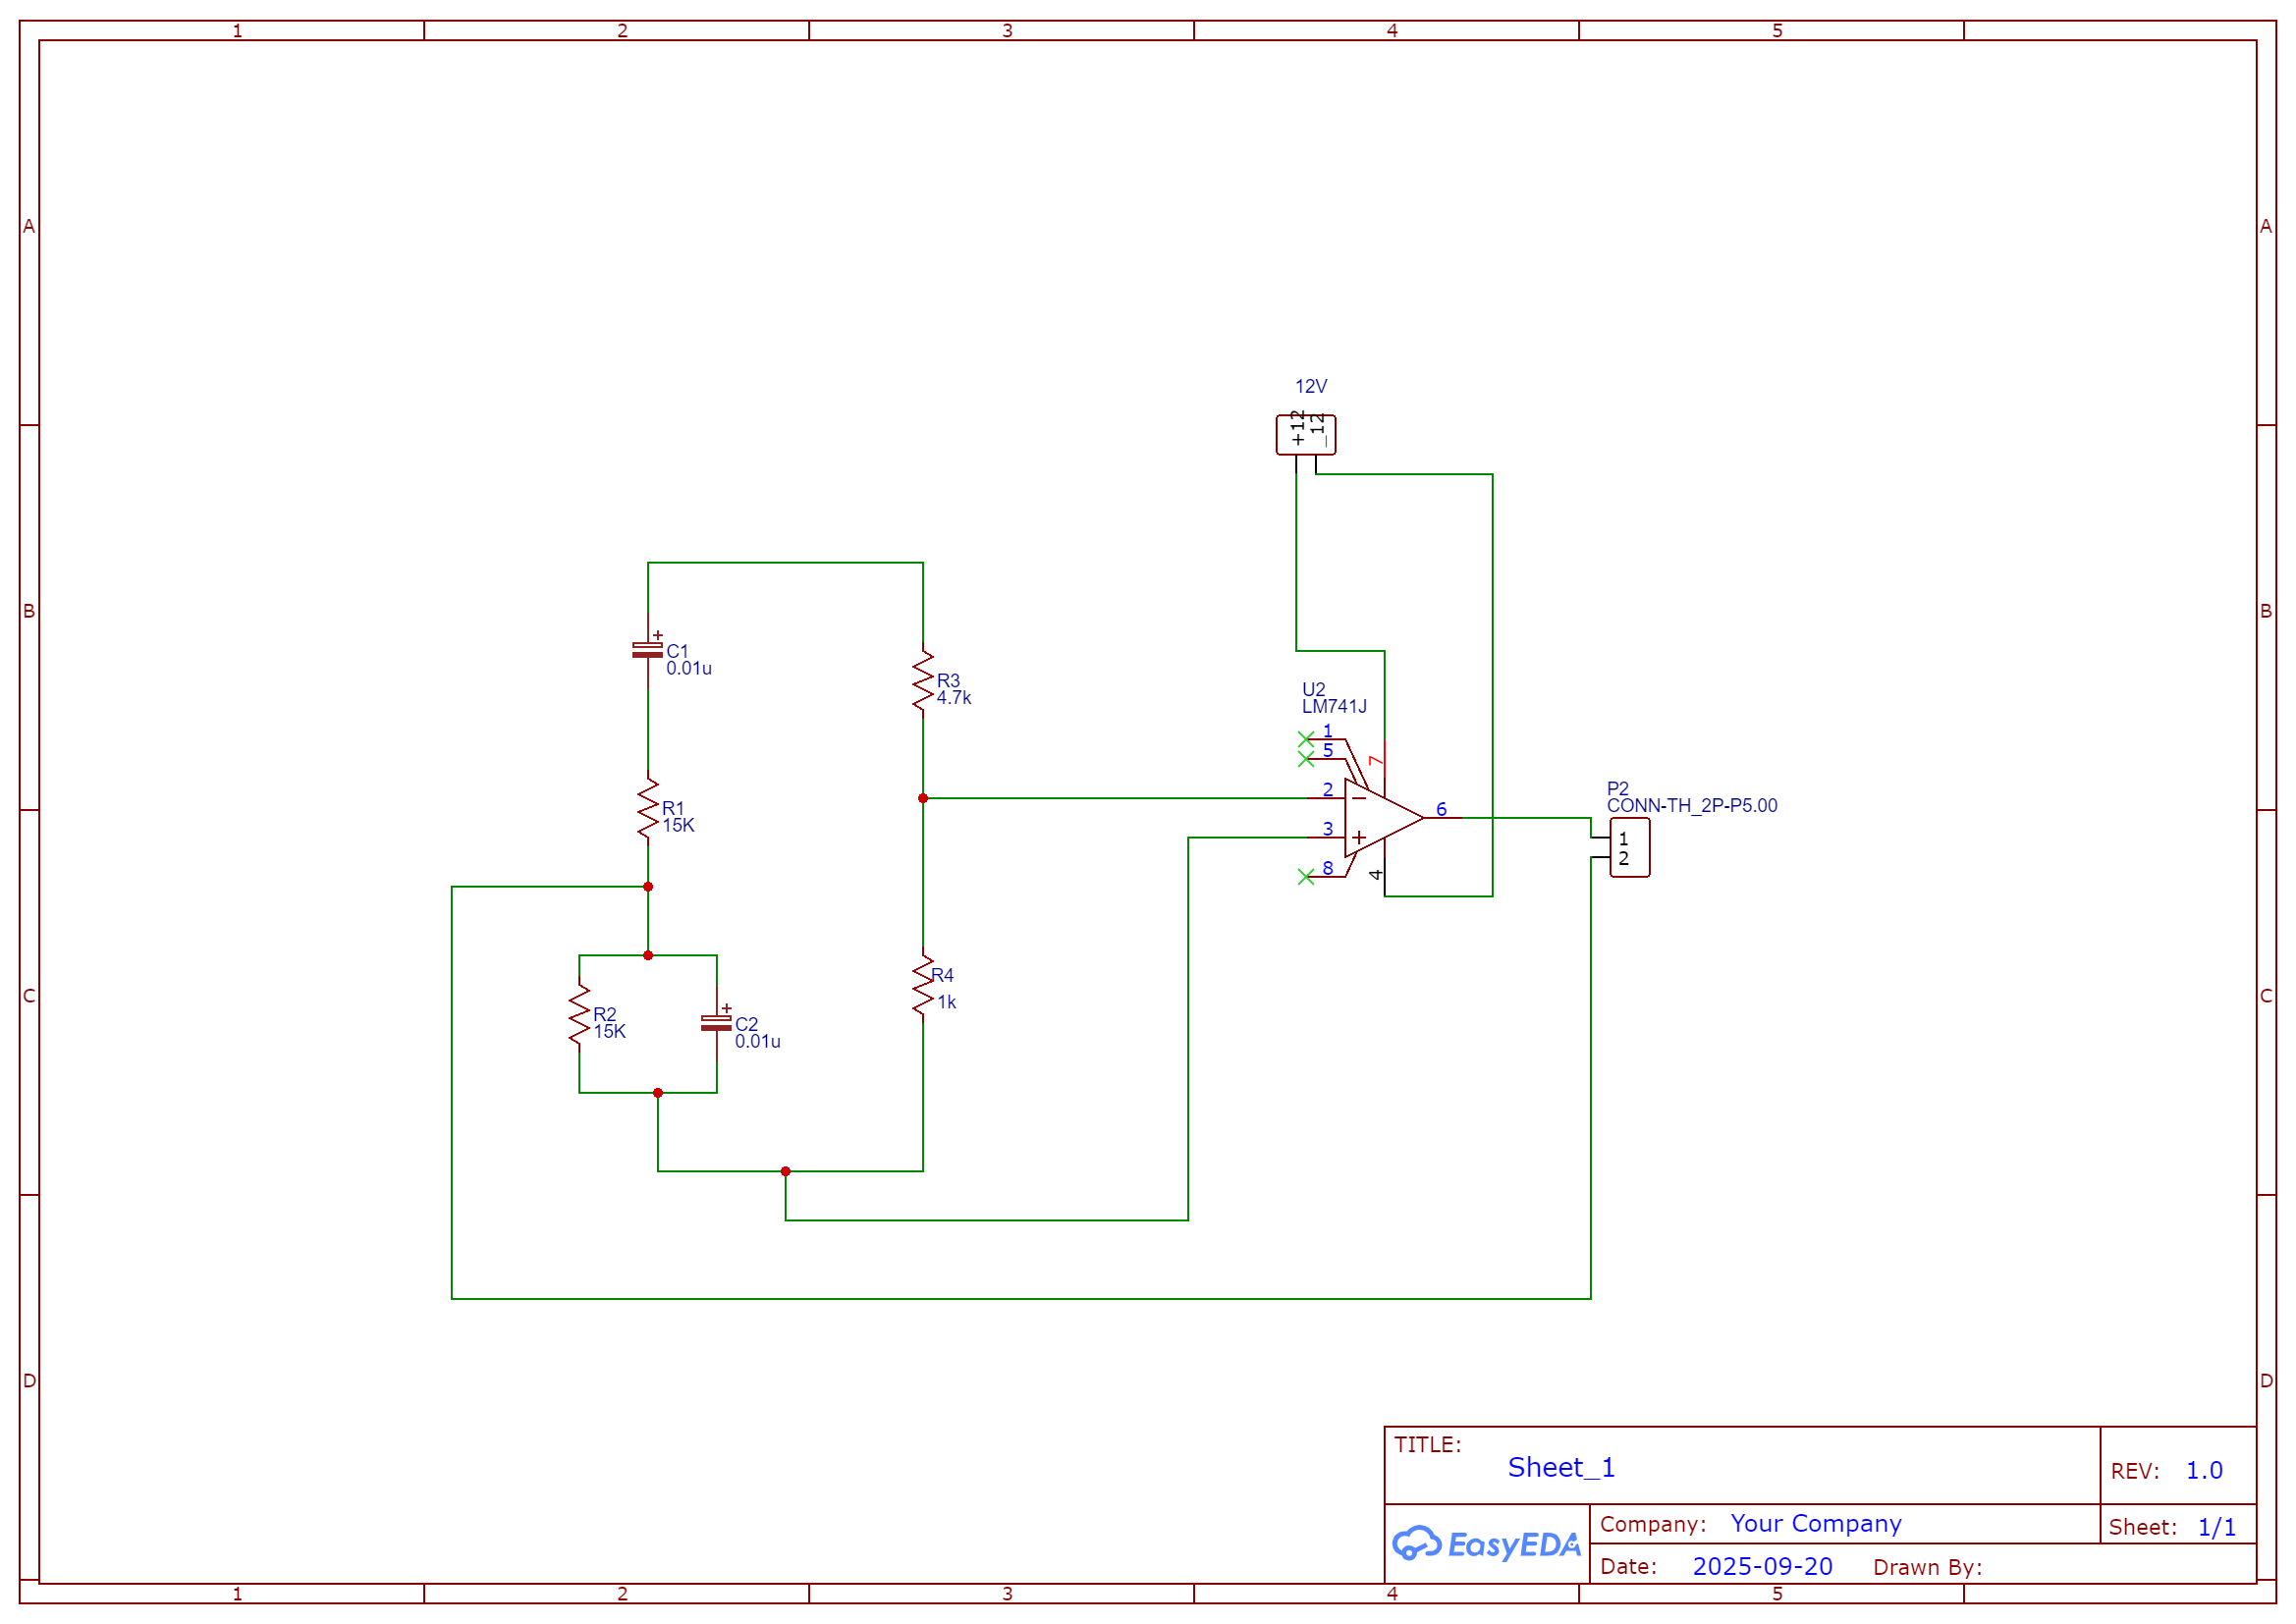 1 2 3 4 5
A A
12V
+12
_12
B B
C1
0.01u
R3
4.7k
U2
LM741J
1
5
7
2
3
8
4
6
P2
CONN-TH_2P-P5.00
1
2
R1
15K
R4
1k
C C
R2
15K
C2
0.01u
D D
TITLE:
Sheet_1
REV: 1.0
EasyEDA
Company: Your Company
Sheet: 1/1
Date: 2025-09-20 Drawn By:
1 2 3 4 5